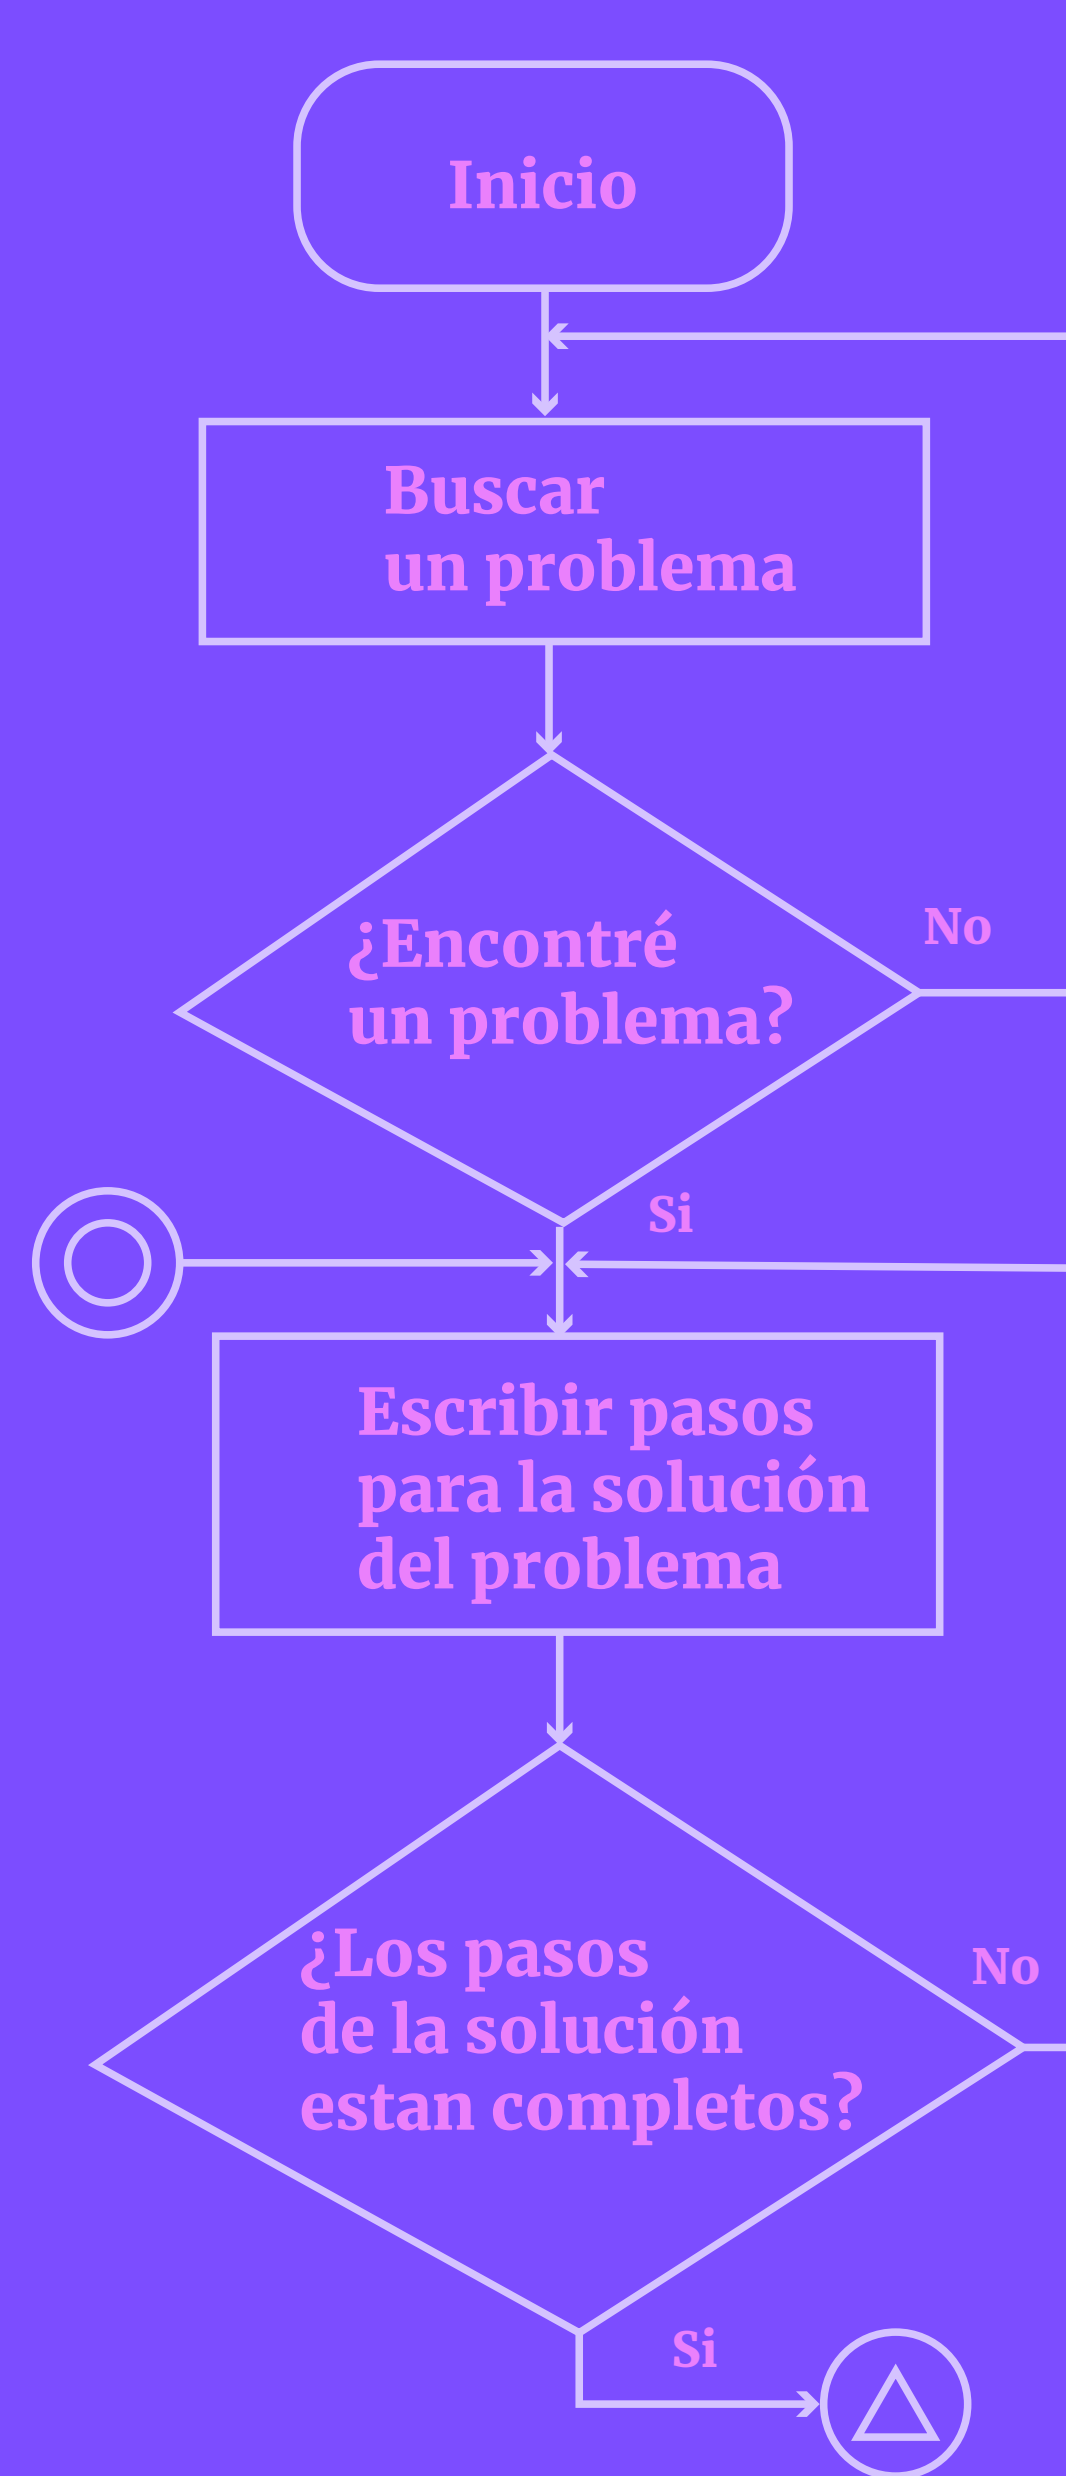 Inicio
Buscar
un problema
¿Encontré
un problema?
No
Si
Escribir pasos
para la solución
del problema
¿Los pasos
de la solución
estan completos?
No
Si